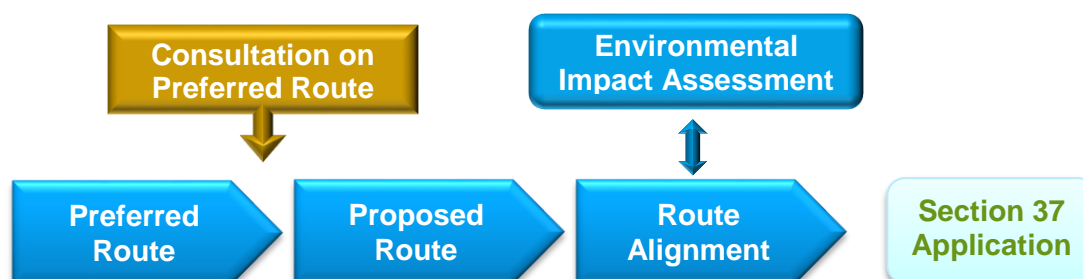 Consultation on
Preferred Route
Environmental
Impact Assessment
Preferred
Route
Proposed
Route
Route
Alignment
Section 37
Application